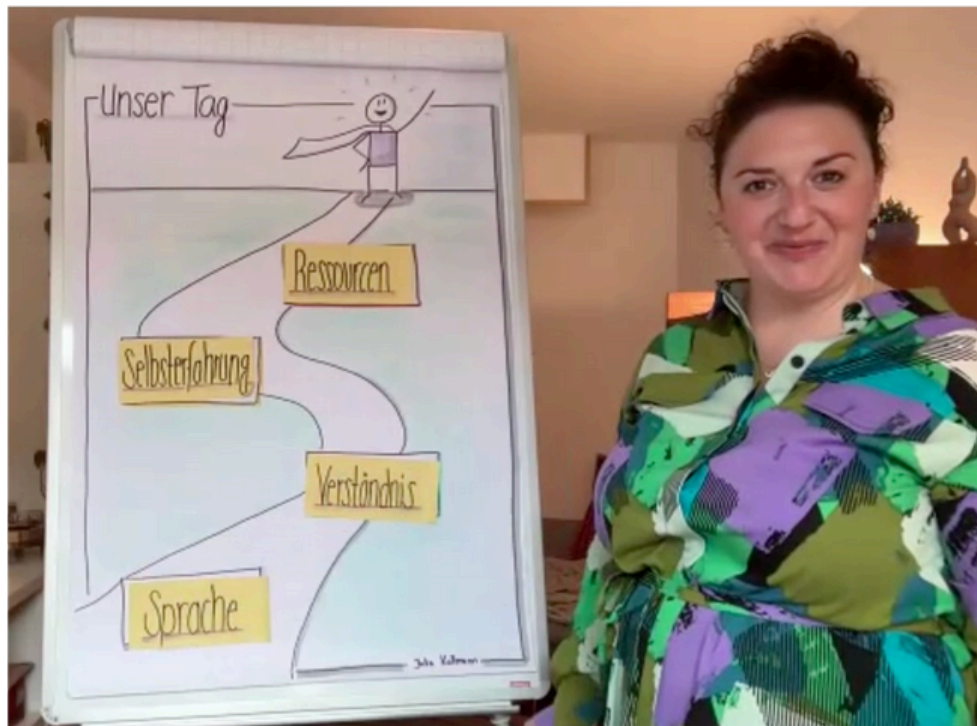 Unser Tag
Ressourcen
Selbsterfahrung
Verständnis
Sprache